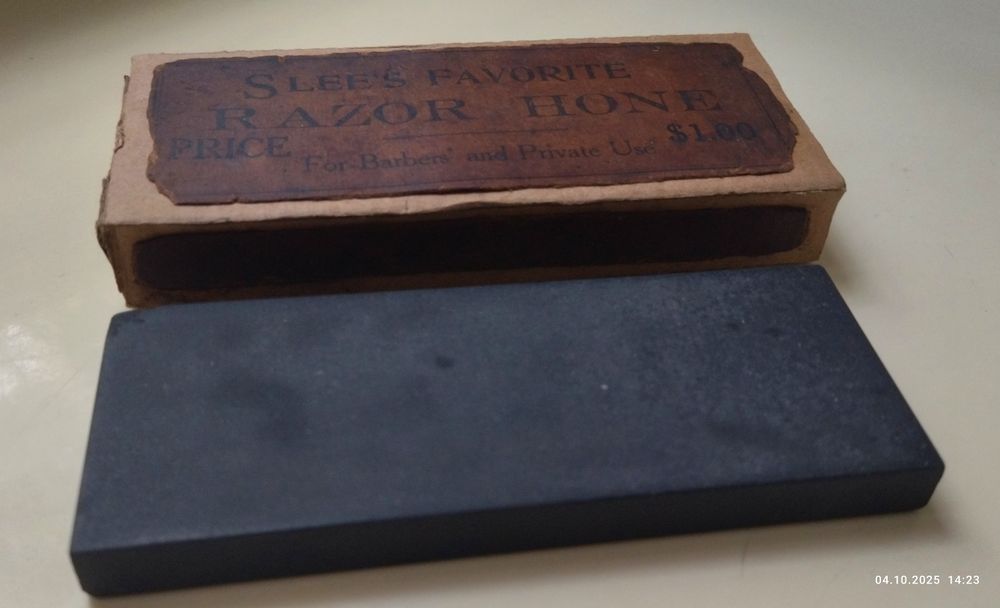 SLEE'S FAVORITE
RAZOR HONE
PRICE $1.00
For Barbers' and Private Use
04.10.2025 14:23